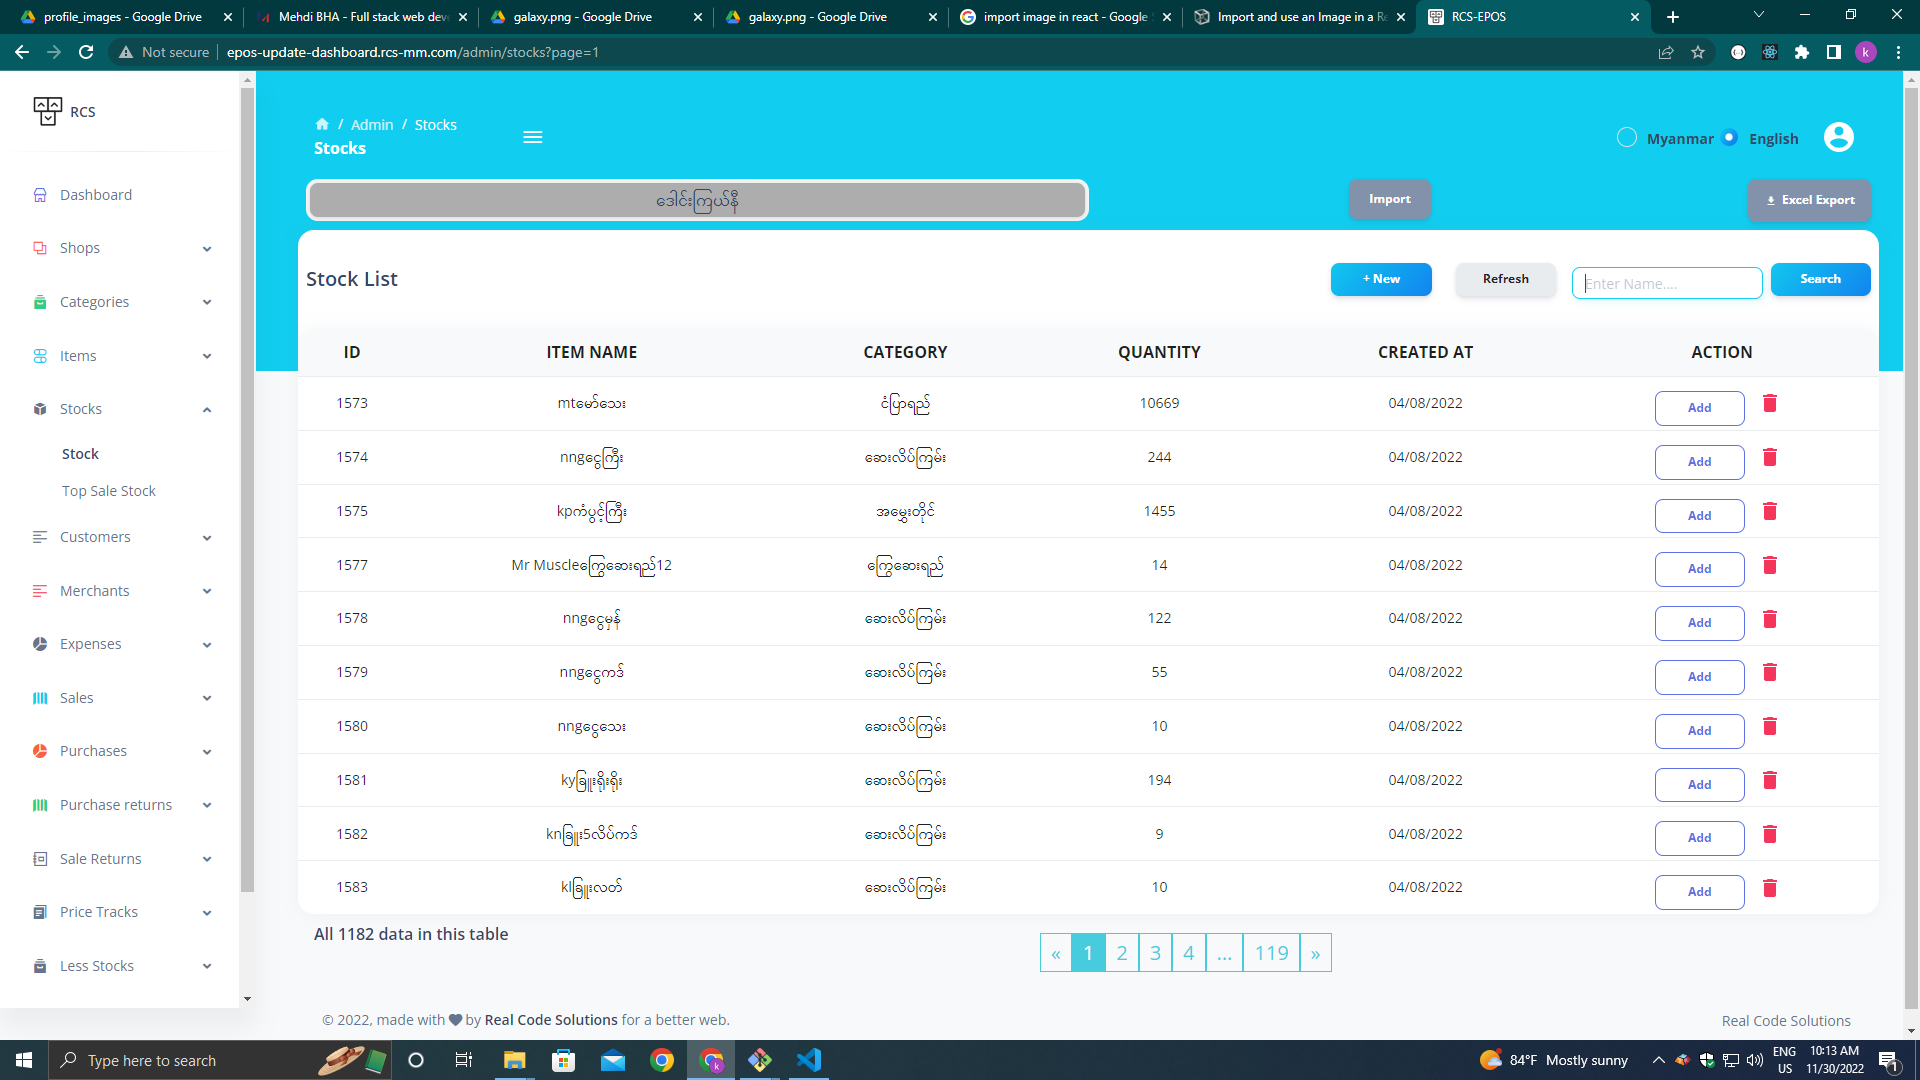 profile_images - Google Drive
Mehdi BHA - Full stack web dev
galaxy.png - Google Drive
galaxy.png - Google Drive
import image in react - Google
Import and use an Image in a Re
RCS-EPOS
Not secure epos-update-dashboard.rcs-mm.com/admin/stocks?page=1
k
RCS
/ Admin / Stocks
Stocks
Myanmar English
ဒေါင်းကြယ်နီ
Import
Excel Export
Dashboard
Shops
Categories
Items
Stocks
Stock
Top Sale Stock
Customers
Merchants
Expenses
Sales
Purchases
Purchase returns
Sale Returns
Price Tracks
Less Stocks
Stock List
+ New
Refresh
Enter Name....
Search
ID ITEM NAME CATEGORY QUANTITY CREATED AT ACTION
1573 mtမော်သေး ငံပြာရည် 10669 04/08/2022 Add
1574 nngငွေကြီး ဆေးလိပ်ကြမ်း 244 04/08/2022 Add
1575 kpကံပွင့်ကြီး အမွှေးတိုင် 1455 04/08/2022 Add
1577 Mr Muscleကြွေဆေးရည်12 ကြွေဆေးရည် 14 04/08/2022 Add
1578 nngငွေမှန် ဆေးလိပ်ကြမ်း 122 04/08/2022 Add
1579 nngငွေကဒ် ဆေးလိပ်ကြမ်း 55 04/08/2022 Add
1580 nngငွေသေး ဆေးလိပ်ကြမ်း 10 04/08/2022 Add
1581 kyခြူးရိုးရိုး ဆေးလိပ်ကြမ်း 194 04/08/2022 Add
1582 knခြူး5လိပ်ကဒ် ဆေးလိပ်ကြမ်း 9 04/08/2022 Add
1583 klခြူးလတ် ဆေးလိပ်ကြမ်း 10 04/08/2022 Add
All 1182 data in this table
« 1 2 3 4 ... 119 »
© 2022, made with by Real Code Solutions for a better web.
Real Code Solutions
Type here to search
84°F Mostly sunny
ENG
US
10:13 AM
11/30/2022
1